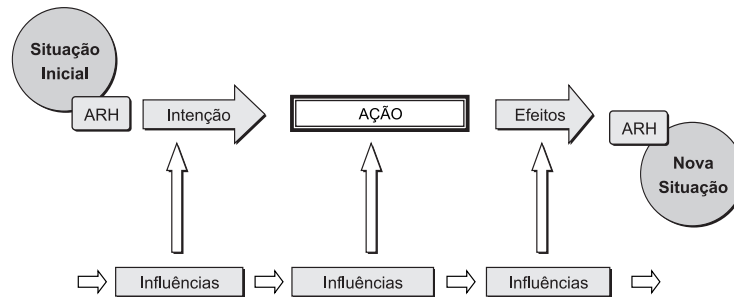 Situação
Inicial
ARH
Intenção
AÇÃO
Efeitos
ARH
Nova
Situação
Influências
Influências
Influências